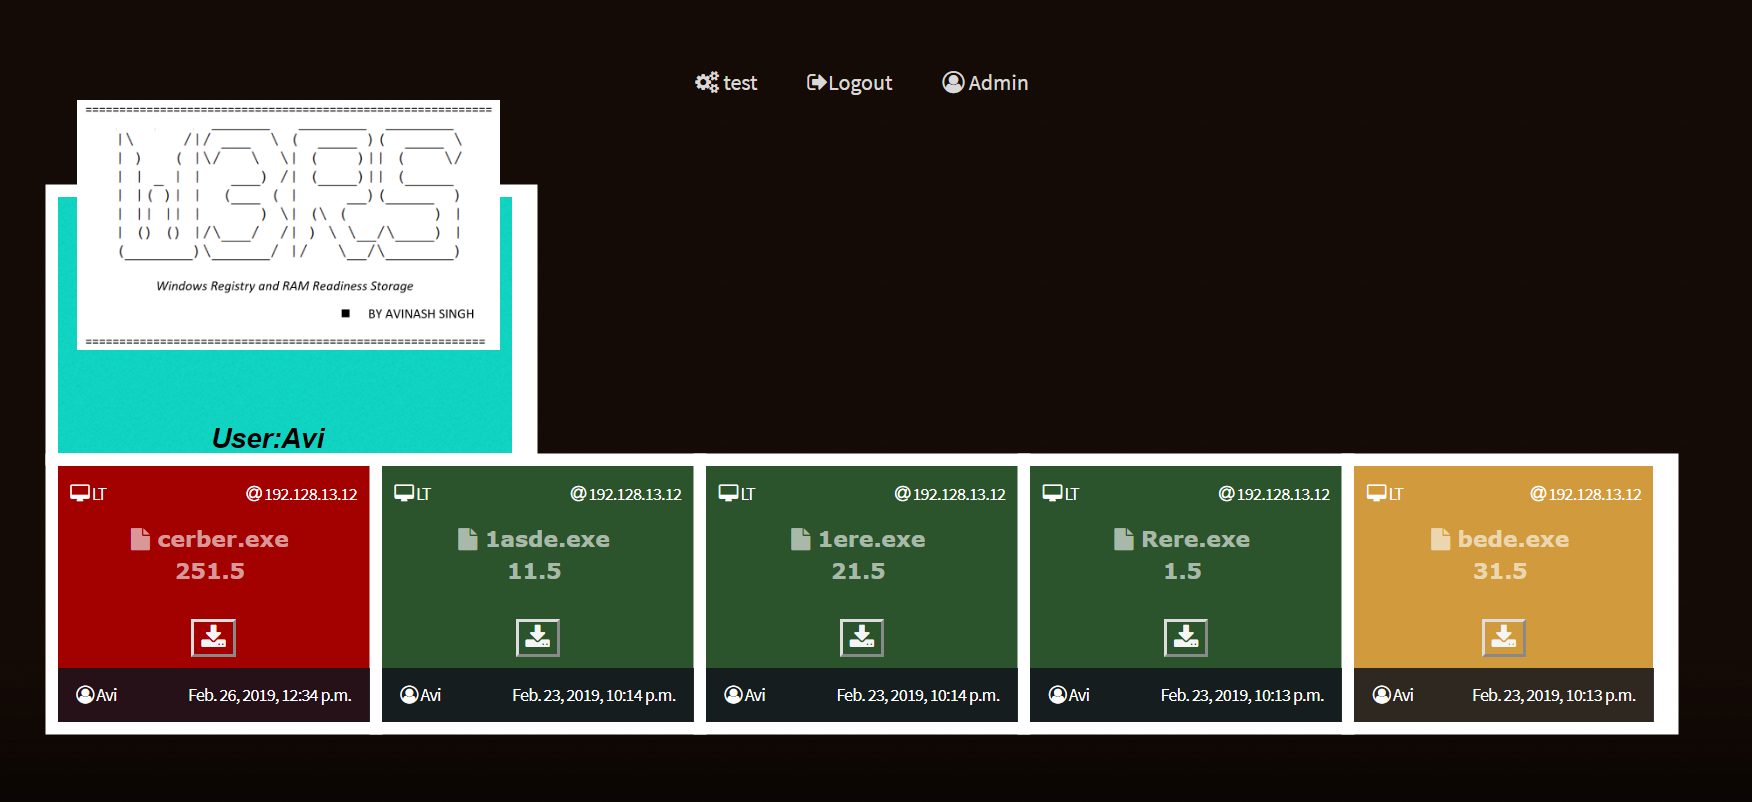 test Logout Admin
W3RS
Windows Registry and RAM Readiness Storage
■ BY AVINASH SINGH
User:Avi
LT @192.128.13.12
cerber.exe
251.5
Avi Feb. 26, 2019, 12:34 p.m.
LT @192.128.13.12
1asde.exe
11.5
Avi Feb. 23, 2019, 10:14 p.m.
LT @192.128.13.12
1ere.exe
21.5
Avi Feb. 23, 2019, 10:14 p.m.
LT @192.128.13.12
Rere.exe
1.5
Avi Feb. 23, 2019, 10:13 p.m.
LT @192.128.13.12
bede.exe
31.5
Avi Feb. 23, 2019, 10:13 p.m.